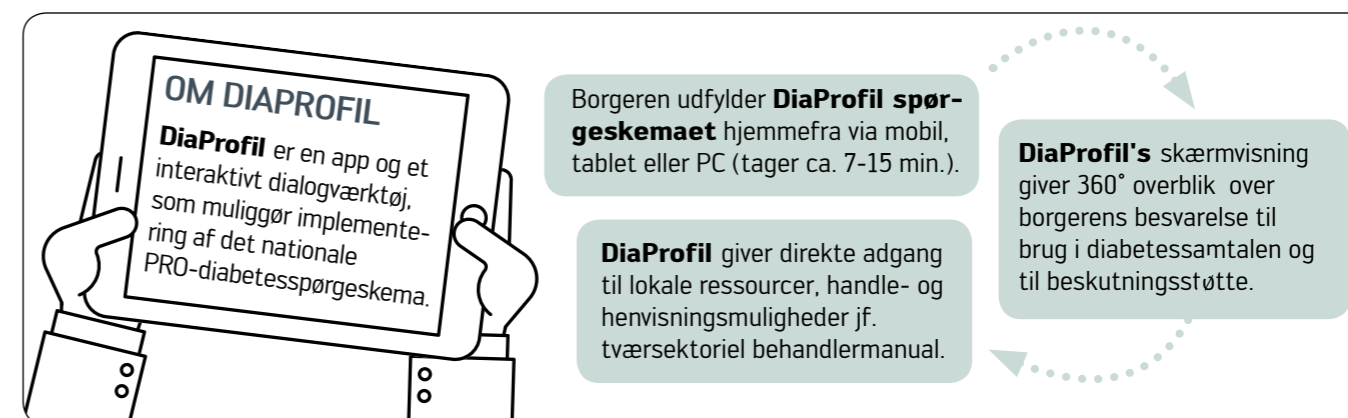 OM DIAPROFIL
DiaProfil er en app og et
interaktivt dialogværktøj,
som muliggør implemente-
ring af det nationale
PRO-diabetesspørgeskema.
Borgeren udfylder DiaProfil spør-
geskemaet hjemmefra via mobil,
tablet eller PC (tager ca. 7-15 min.).
DiaProfil's skærmvisning
giver 360° overblik over
borgerens besvarelse til
brug i diabetessamtalen og
til beskutningsstøtte.
DiaProfil giver direkte adgang
til lokale ressourcer, handle- og
henvisningsmuligheder jf.
tværsektoriel behandlermanual.